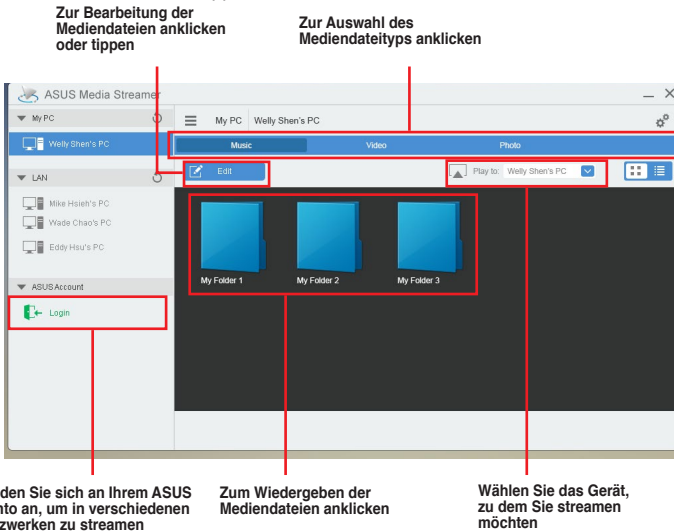 Zur Bearbeitung der
Mediendateien anklicken
oder tippen
Zur Auswahl des
Mediendateityps anklicken
ASUS Media Streamer
My PC
Welly Shen's PC
LAN
Mike Hsieh's PC
Wade Chao's PC
Eddy Hsu's PC
ASUS Account
Login
My PC Welly Shen's PC
Music Video Photo
Edit
Play to: Welly Shen's PC
My Folder 1 My Folder 2 My Folder 3
den Sie sich an Ihrem ASUS
nto an, um in verschiedenen
zwerken zu streamen
Zum Wiedergeben der
Mediendateien anklicken
Wählen Sie das Gerät,
zu dem Sie streamen
möchten